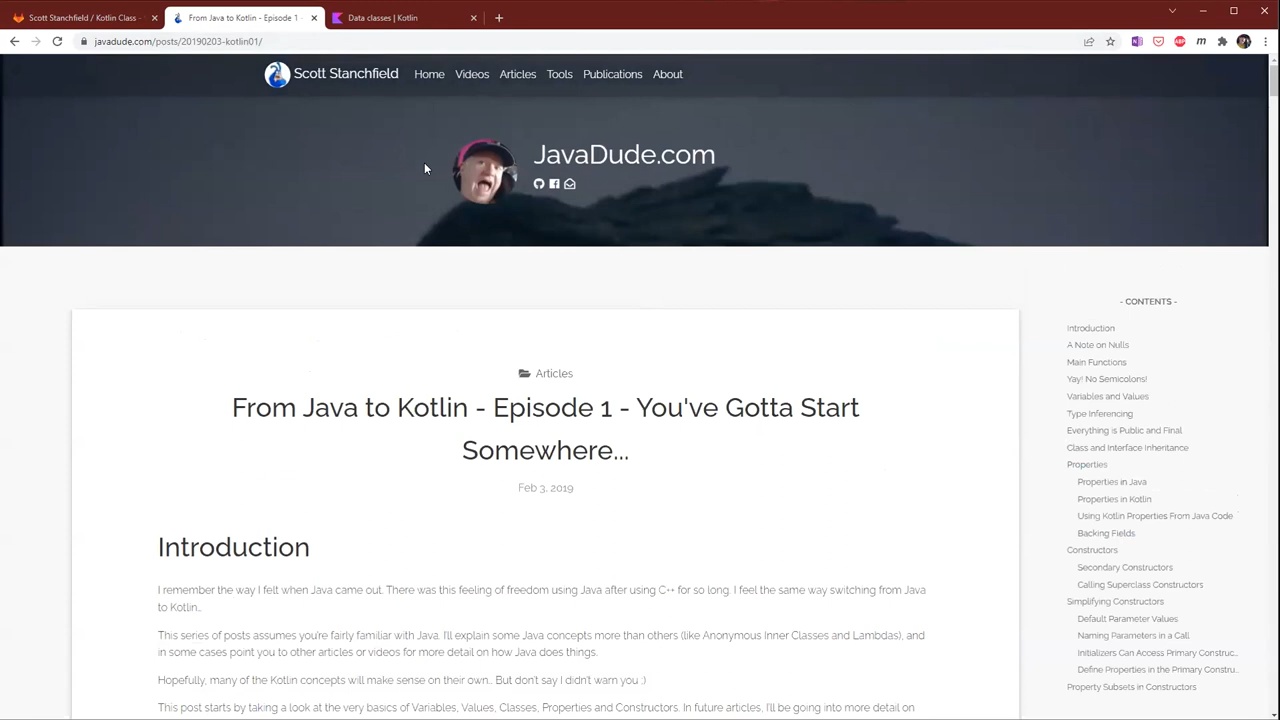 Scott Stanchfield / Kotlin Class -
From Java to Kotlin - Episode 1 -
Data classes | Kotlin
javadude.com/posts/20190203-kotlin01/
Scott Stanchfield
Home
Videos
Articles
Tools
Publications
About
JavaDude.com
Articles
From Java to Kotlin - Episode 1 - You've Gotta Start
Somewhere...
Feb 3, 2019
Introduction
I remember the way I felt when Java came out. There was this feeling of freedom using Java after using C++ for so long. I feel the same way switching from Java
to Kotlin...
This series of posts assumes you're fairly familiar with Java. I'll explain some Java concepts more than others (like Anonymous Inner Classes and Lambdas), and
in some cases point you to other articles or videos for more detail on how Java does things.
Hopefully, many of the Kotlin concepts will make sense on their own... But don't say I didn't warn you ;)
This post starts by taking a look at the very basics of Variables, Values, Classes, Properties and Constructors. In future articles, I'll be going into more detail on
- CONTENTS -
Introduction
A Note on Nulls
Main Functions
Yay! No Semicolons!
Variables and Values
Type Inferencing
Everything is Public and Final
Class and Interface Inheritance
Properties
Properties in Java
Properties in Kotlin
Using Kotlin Properties From Java Code
Backing Fields
Constructors
Secondary Constructors
Calling Superclass Constructors
Simplifying Constructors
Default Parameter Values
Naming Parameters in a Call
Initializers Can Access Primary Construc...
Define Properties in the Primary Constru...
Property Subsets in Constructors